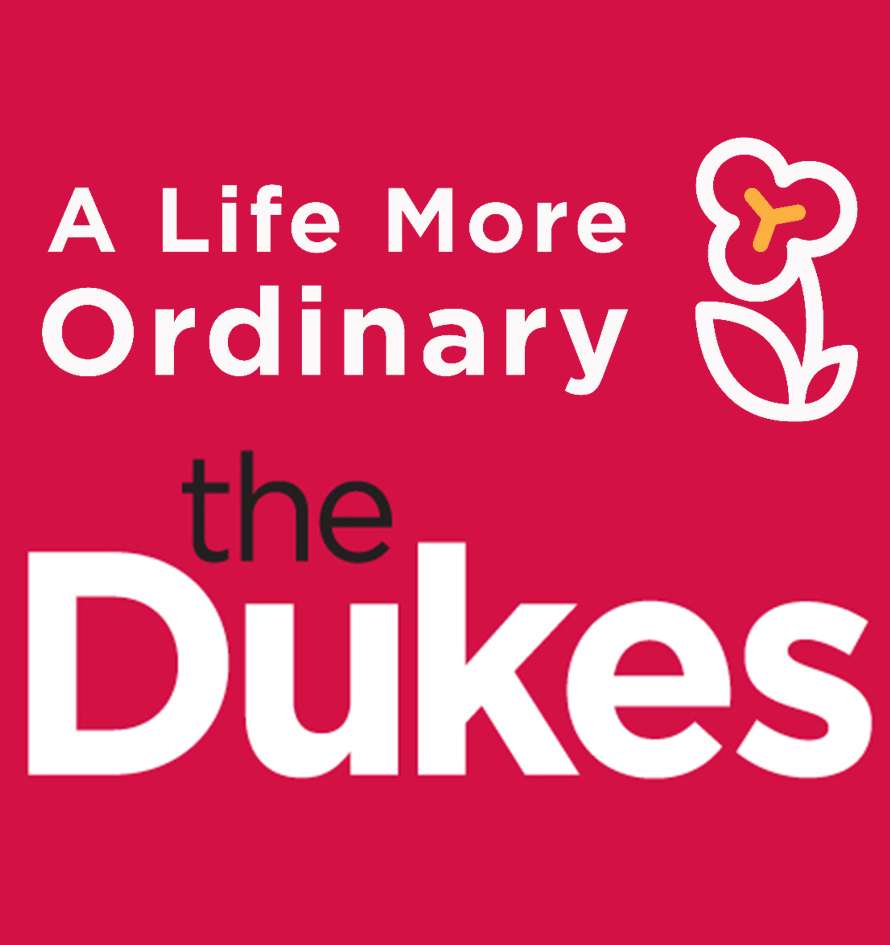 A Life More
Ordinary
the
Dukes